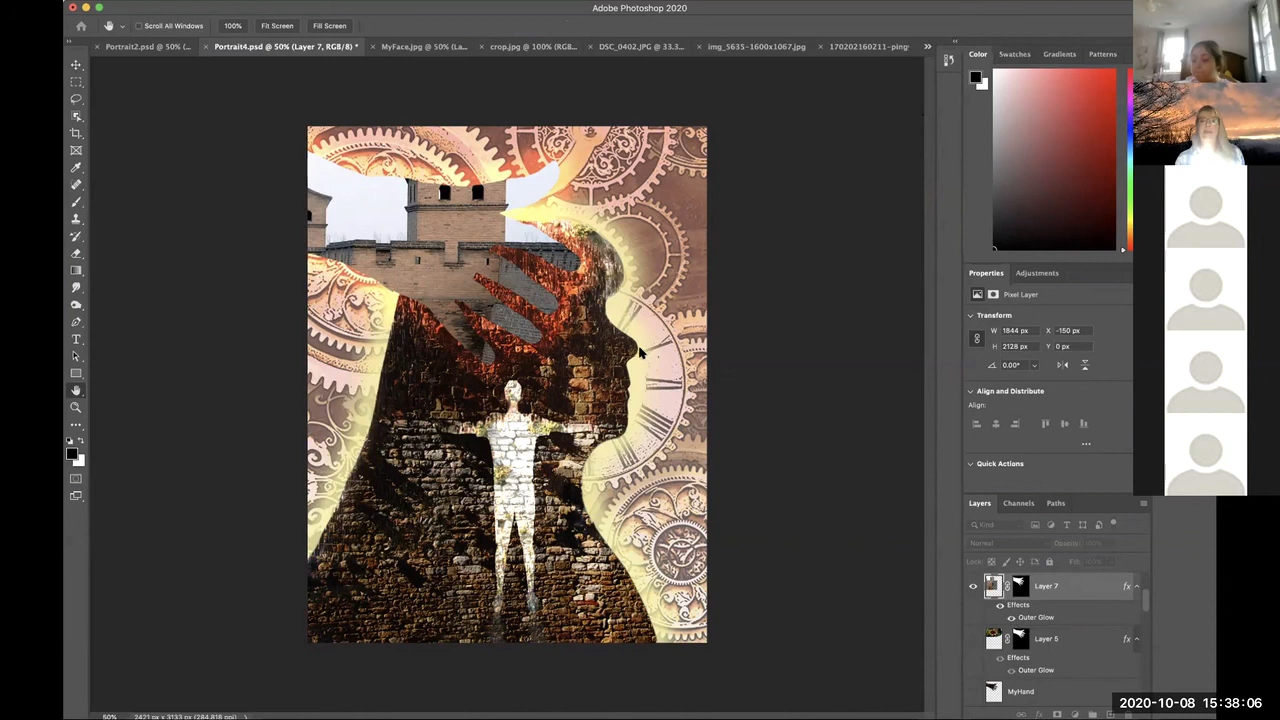 Adobe Photoshop 2020
Scroll All Windows
100%
Fit Screen
Fill Screen
Portrait2.psd @ 50% (...
Portrait4.psd @ 50% (Layer 7, RGB/8) *
MyFace.jpg @ 50% (La...
crop.jpg @ 100% (RGB...
DSC_0402.JPG @ 33.3...
img_5635-1600x1067.jpg
170202160211-ping
Color
Swatches
Gradients
Patterns
Properties
Adjustments
Pixel Layer
Transform
W 1844 px
X -150 px
H 2128 px
Y 0 px
0.00°
Align and Distribute
Align:
Quick Actions
Layers
Channels
Paths
Kind
Normal
Opacity: 100%
Lock:
Fill: 100%
Layer 7
fx
Effects
Outer Glow
Layer 5
fx
Effects
Outer Glow
MyHand
50%
2421 px x 3133 px (284.818 ppi)
2020-10-08 15:38:06